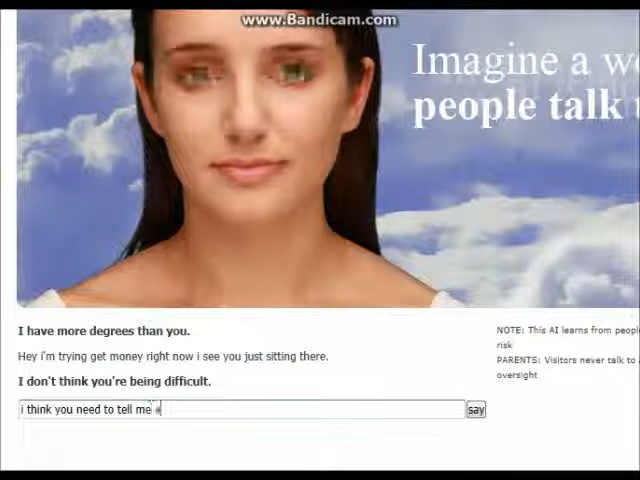 www.Bandicam.com
Imagine a
people talk
I have more degrees than you.
Hey i'm trying get money right now i see you just sitting there.
I don't think you're being difficult.
i think you need to tell me
say
NOTE: This AI learns from
risk
PARENTS: Visitors never talk to
oversight